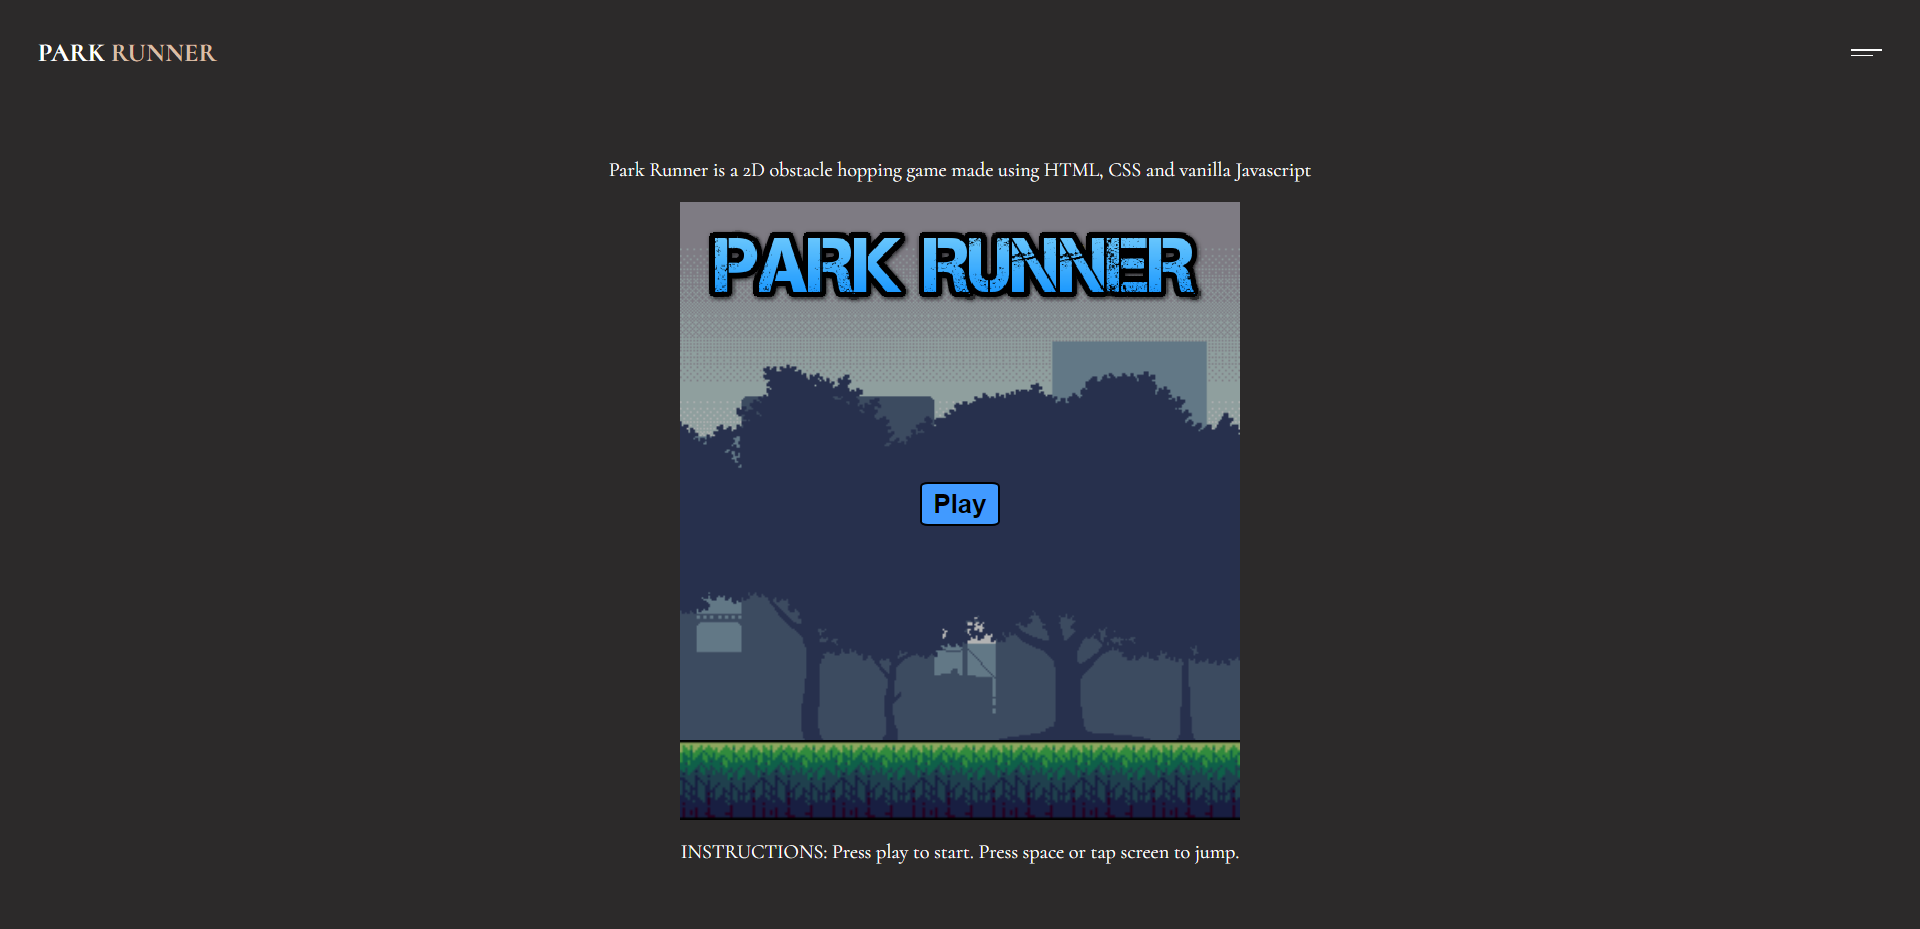 PARK RUNNER
Park Runner is a 2D obstacle hopping game made using HTML, CSS and vanilla Javascript
PARK RUNNER
Play
INSTRUCTIONS: Press play to start. Press space or tap screen to jump.